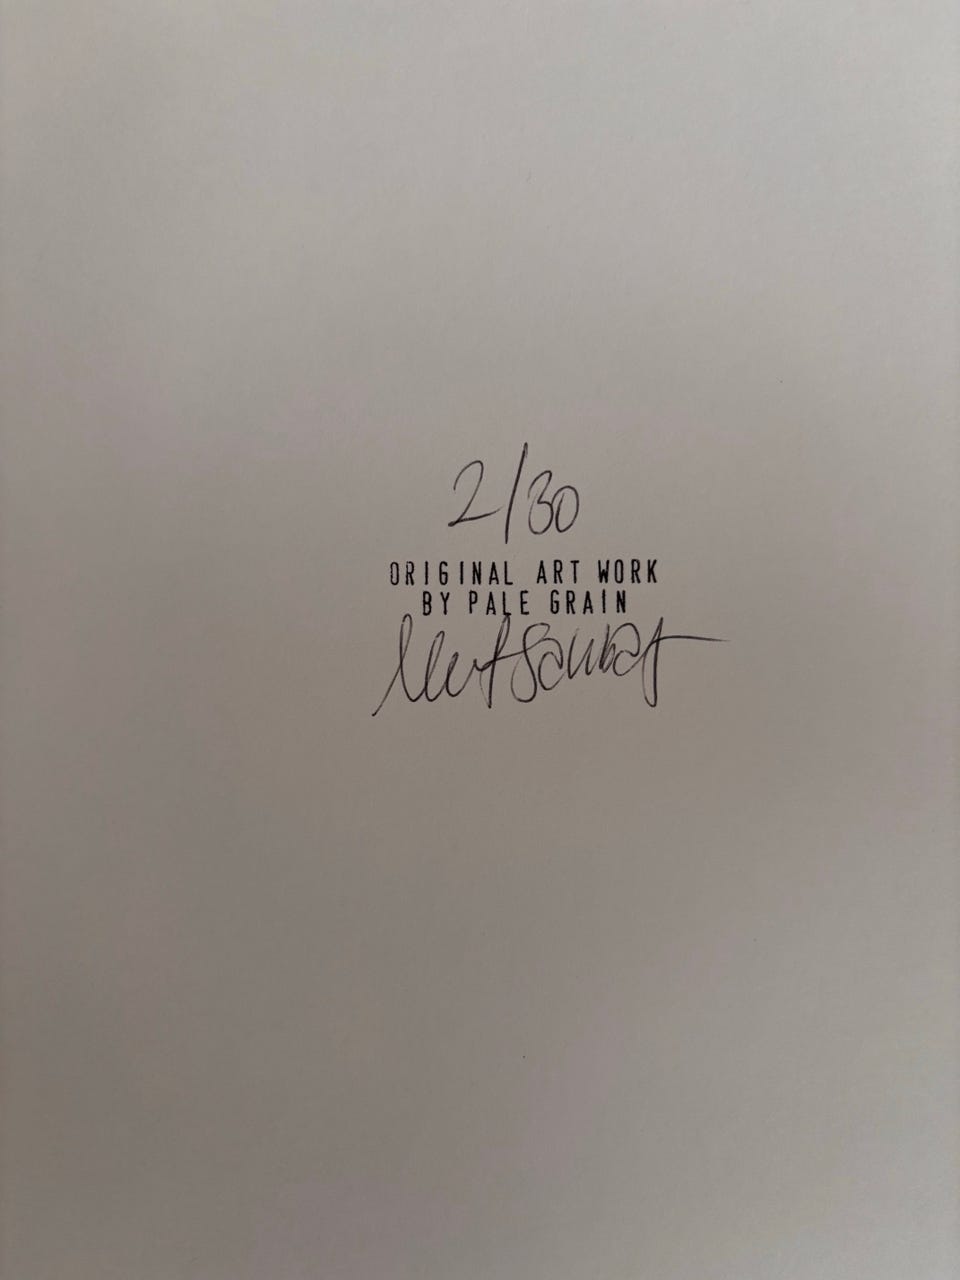 2/30
ORIGINAL ART WORK
BY PALE GRAIN